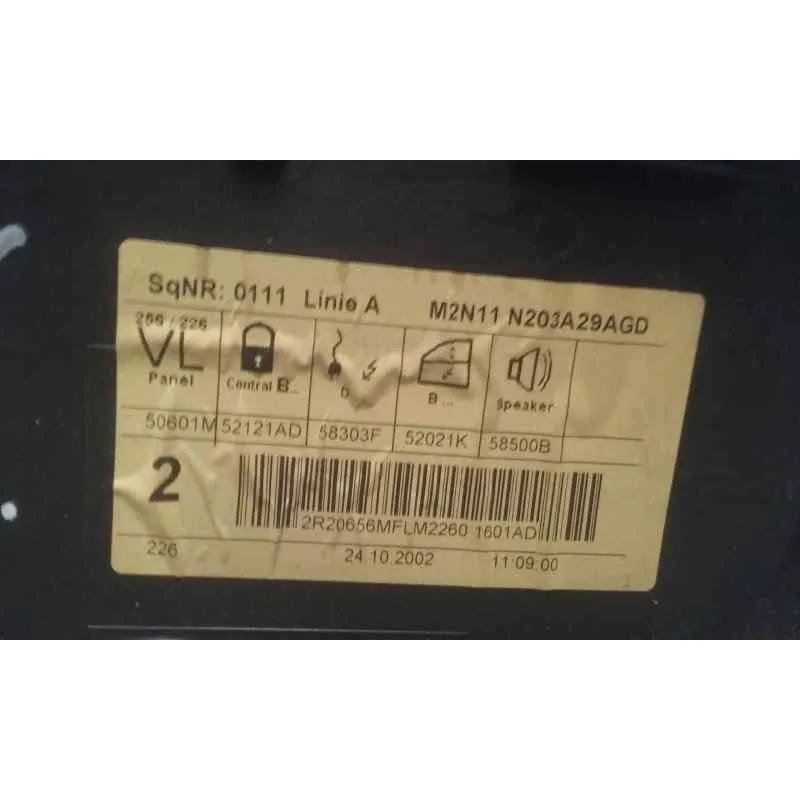 SqNR: 0111 Linie A M2N11 N203A29AGD
266 / 226
VL
Panel
Central B...
D
B ...
Speaker
50601M 52121AD 58303F 52021K 58500B
2
2R20656MFLM2260 1601AD
226 24.10.2002 11:09:00